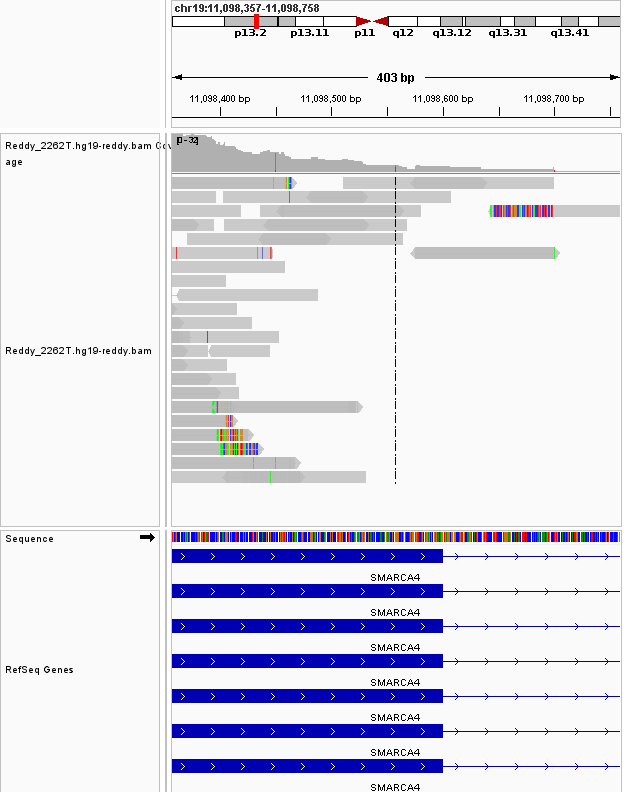 chr19:11,098,357-11,098,758
p13.2 p13.11 p11 q12 q13.12 q13.31 q13.41
403 bp
11,098,400 bp 11,098,500 bp 11,098,600 bp 11,098,700 bp
Reddy_2262T.hg19-reddy.bam Cov
age
[0-32]
Reddy_2262T.hg19-reddy.bam
Sequence
SMARCA4
SMARCA4
SMARCA4
RefSeq Genes
SMARCA4
SMARCA4
SMARCA4
SMARCA4